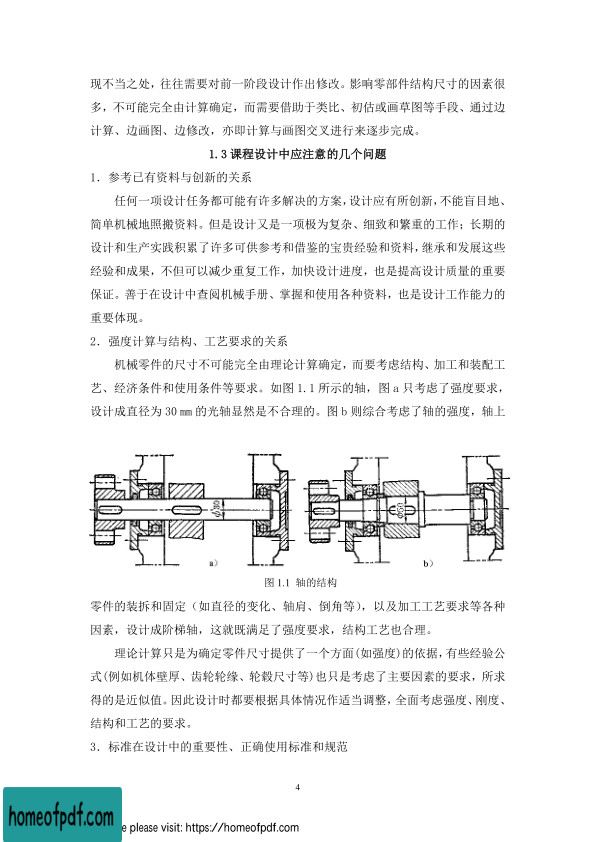 现不当之处，往往需要对前一阶段设计作出修改。影响零部件结构尺寸的因素很
多，不可能完全由计算确定，而需要借助于类比、初估或画草图等手段、通过边
计算、边画图、边修改，亦即计算与画图交叉进行来逐步完成。
1.3 课程设计中应注意的几个问题
1．参考已有资料与创新的关系
任何一项设计任务都可能有许多解决的方案，设计应有所创新，不能盲目地、
简单机械地照搬资料。但是设计又是一项极为复杂、细致和繁重的工作；长期的
设计和生产实践积累了许多可供参考和借鉴的宝贵经验和资料，继承和发展这些
经验和成果，不但可以减少重复工作，加快设计进度，也是提高设计质量的重要
保证。善于在设计中查阅机械手册、掌握和使用各种资料，也是设计工作能力的
重要体现。
2．强度计算与结构、工艺要求的关系
机械零件的尺寸不可能完全由理论计算确定，而要考虑结构、加工和装配工
艺、经济条件和使用条件等要求。如图 1.1 所示的轴，图 a 只考虑了强度要求，
设计成直径为 30 mm 的光轴显然是不合理的。图 b 则综合考虑了轴的强度，轴上
ϕ30
a）
b）
图 1.1 轴的结构
零件的装拆和固定（如直径的变化、轴肩、倒角等），以及加工工艺要求等各种
因素，设计成阶梯轴，这就既满足了强度要求，结构工艺也合理。
理论计算只是为确定零件尺寸提供了一个方面(如强度)的依据，有些经验公
式(例如机体壁厚、齿轮轮缘、轮毂尺寸等)也只是考虑了主要因素的要求，所求
得的是近似值。因此设计时都要根据具体情况作适当调整，全面考虑强度、刚度、
结构和工艺的要求。
3．标准在设计中的重要性、正确使用标准和规范
4
homeofpdf.com
e please visit: https://homeofpdf.com